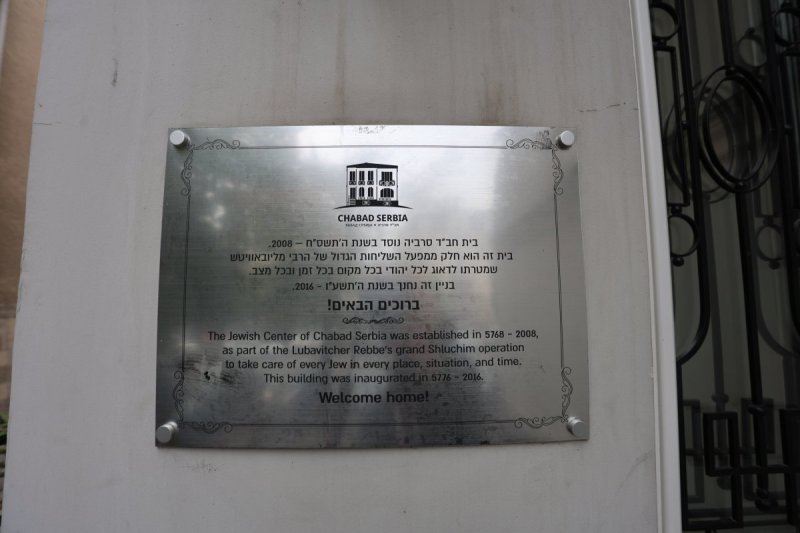 CHABAD SERBIA
בית חב"ד סרביה נוסד בשנת ה'תשס"ח – 2008.
בית זה הוא חלק ממפעל השליחות הגדול של הרבי מליובאוויטש
שמטרתו לדאוג לכל יהודי בכל מקום בכל זמן ובכל מצב.
בניין זה נחנך בשנת ה'תשע"ו - 2016.
ברוכים הבאים!
The Jewish Center of Chabad Serbia was established in 5768 - 2008,
as part of the Lubavitcher Rebbe's grand Shluchim operation
to take care of every Jew in every place, situation, and time.
This building was inaugurated in 5776 - 2016.
Welcome home!